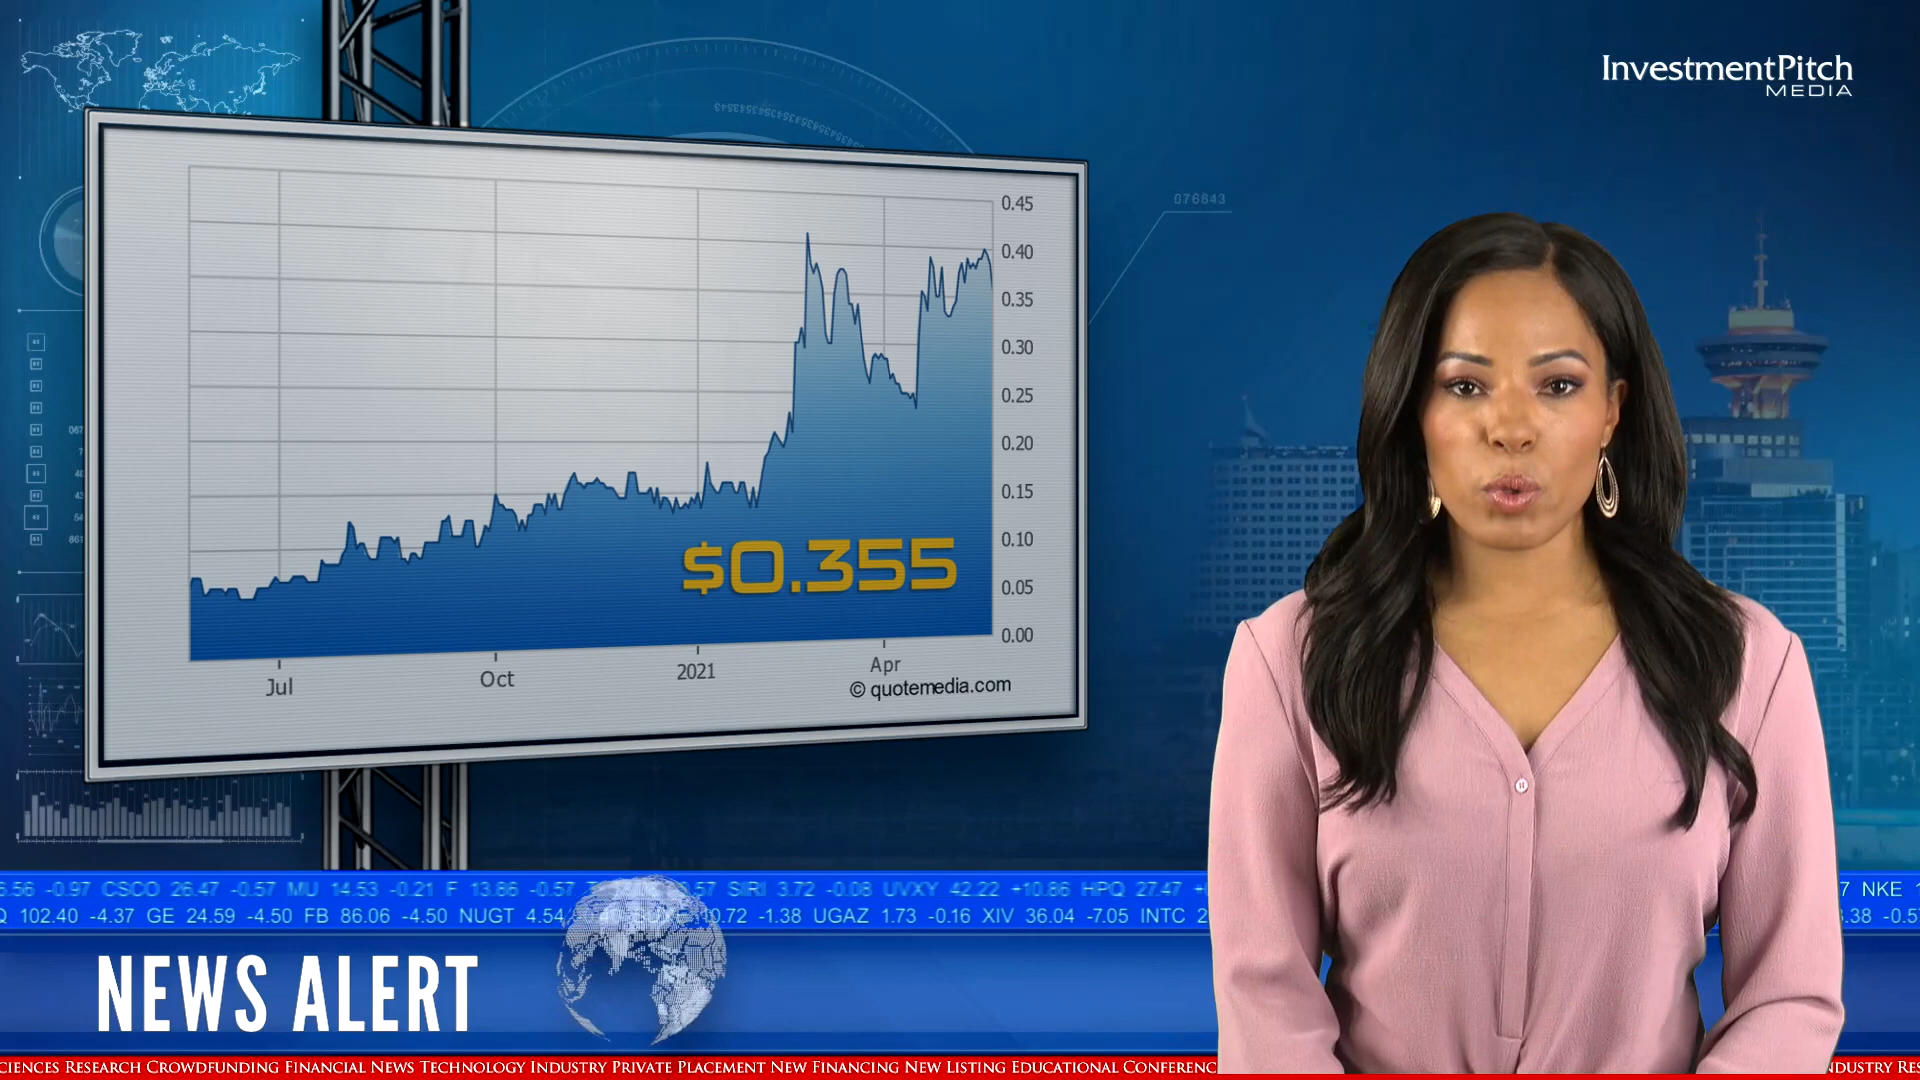 InvestmentPitch
MEDIA
076643
0.45
0.40
0.35
0.30
0.25
0.20
0.15
0.10
0.05
0.00
$0.355
Jul
Oct
2021
Apr
© quotemedia.com
-0.97 CSCO 26.47 -0.57 MU 14.53 -0.21 F 13.86 -0.57 SIRI 3.72 -0.08 UVXY 42.22 +10.86 HPQ 27.47 NKE
102.40 -4.37 GE 24.59 -4.50 FB 86.06 -4.50 NUGT 4.54 -1.38 UGAZ 1.73 -0.16 XIV 36.04 -7.05 INTC
NEWS ALERT
CIENCES RESEARCH CROWDFUNDING FINANCIAL NEWS TECHNOLOGY INDUSTRY PRIVATE PLACEMENT NEW FINANCING NEW LISTING EDUCATIONAL CONFERENC NDUSTRY RES